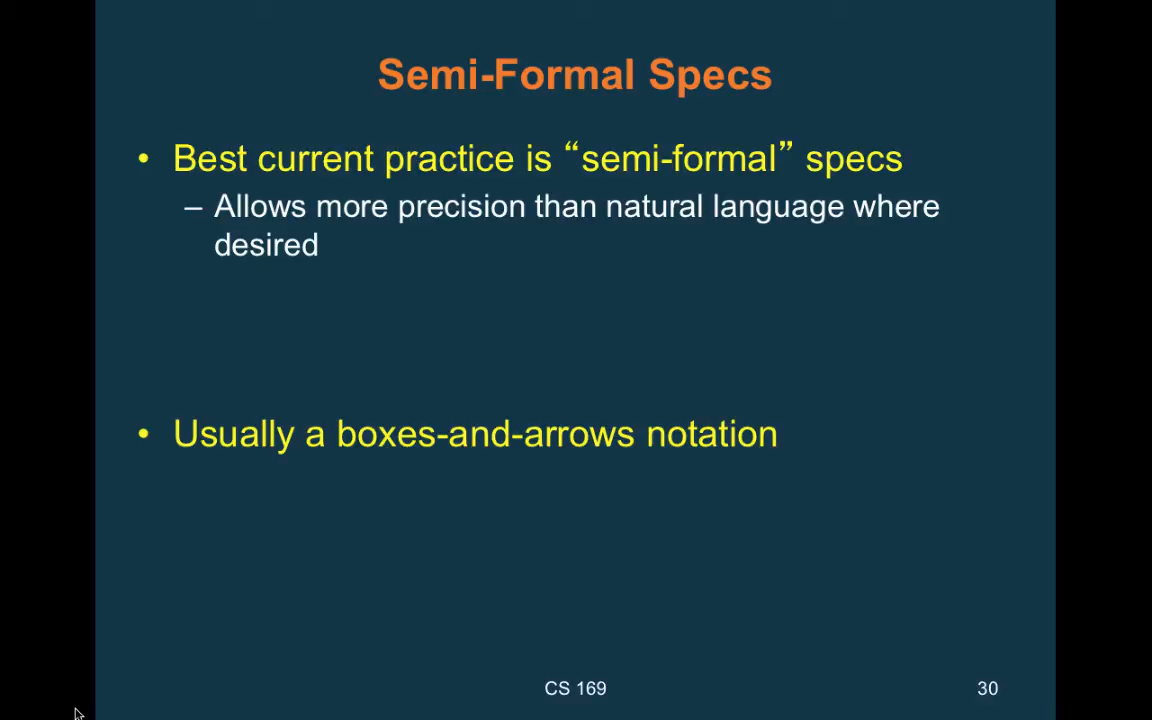 Semi-Formal Specs
• Best current practice is “semi-formal” specs
– Allows more precision than natural language where
desired
• Usually a boxes-and-arrows notation
CS 169
30